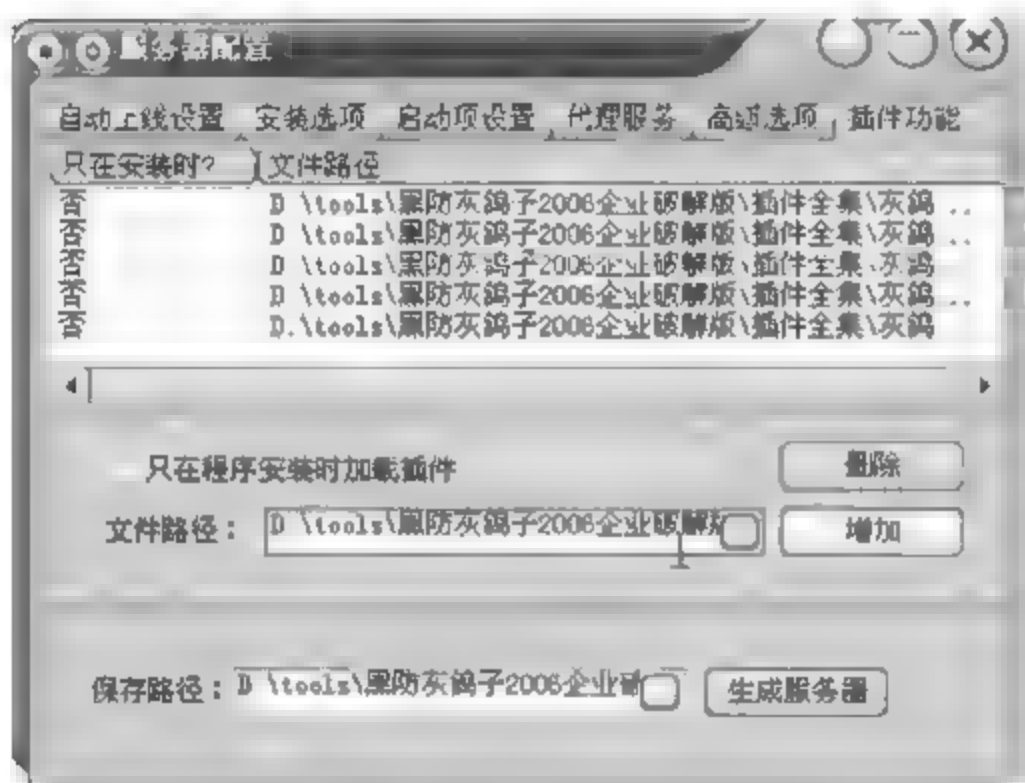 服务器配置
自动上线设置 安装选项 启动项设置 代理服务 高级选项 插件功能
只在安装时? 文件路径
否 D \tools\黑防灰鸽子2006企业破解版\插件全集\灰鸽 ..
否 D \tools\黑防灰鸽子2006企业破解版\插件全集\灰鸽 ..
否 D \tools\黑防灰鸽子2006企业破解版\插件全集\灰鸽
否 D \tools\黑防灰鸽子2006企业破解版\插件全集\灰鸽 ..
否 D.\tools\黑防灰鸽子2006企业破解版\插件全集\灰鸽
只在程序安装时加载插件 删除
文件路径: D \tools\黑防灰鸽子2006企业破解版 增加
保存路径: D \tools\黑防灰鸽子2006企业破 生成服务器